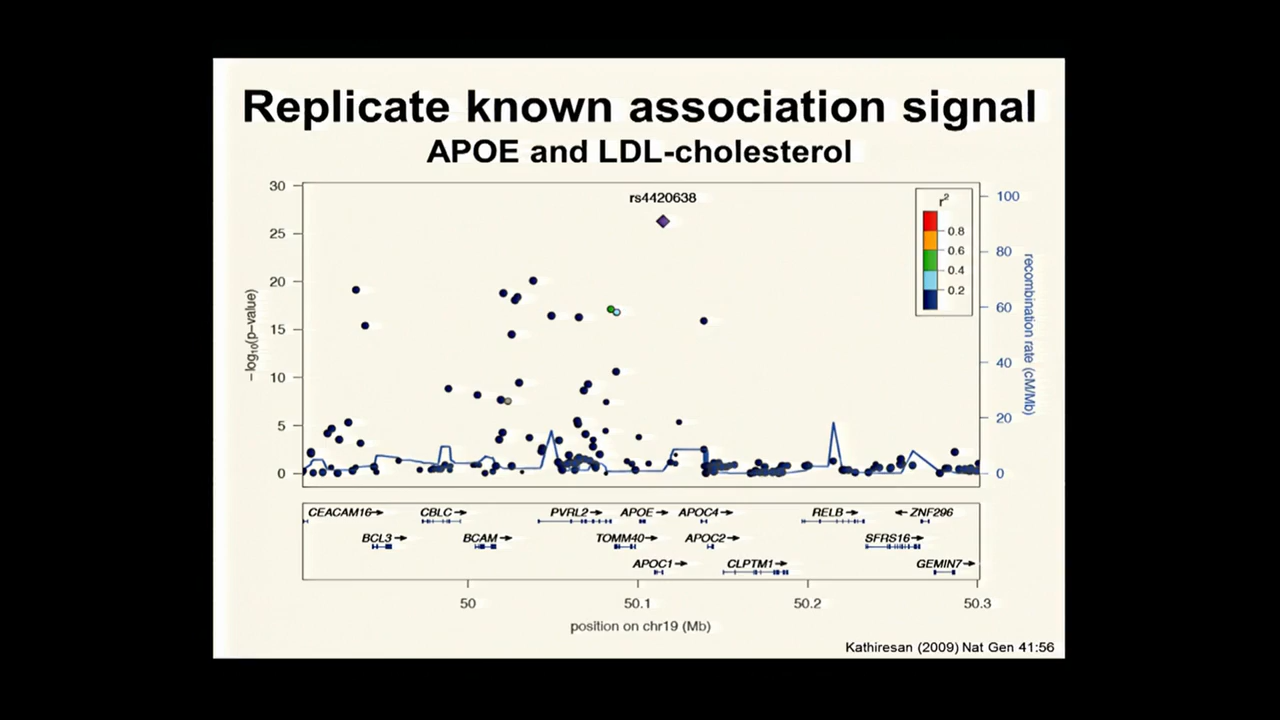 Replicate known association signal
APOE and LDL-cholesterol
rs4420638
r2
0.8
0.6
0.4
0.2
30
25
20
15
10
5
0
−log10(p−value)
100
80
60
40
20
0
recombination rate (cM/Mb)
CEACAM16→ CBLC→ PVRL2→ APOE→ APOC4→ RELB→ ←ZNF296
BCL3→ BCAM→ TOMM40→ APOC2→ SFRS16→
APOC1→ CLPTM1→ GEMIN7→
50 50.1 50.2 50.3
position on chr19 (Mb)
Kathiresan (2009) Nat Gen 41:56